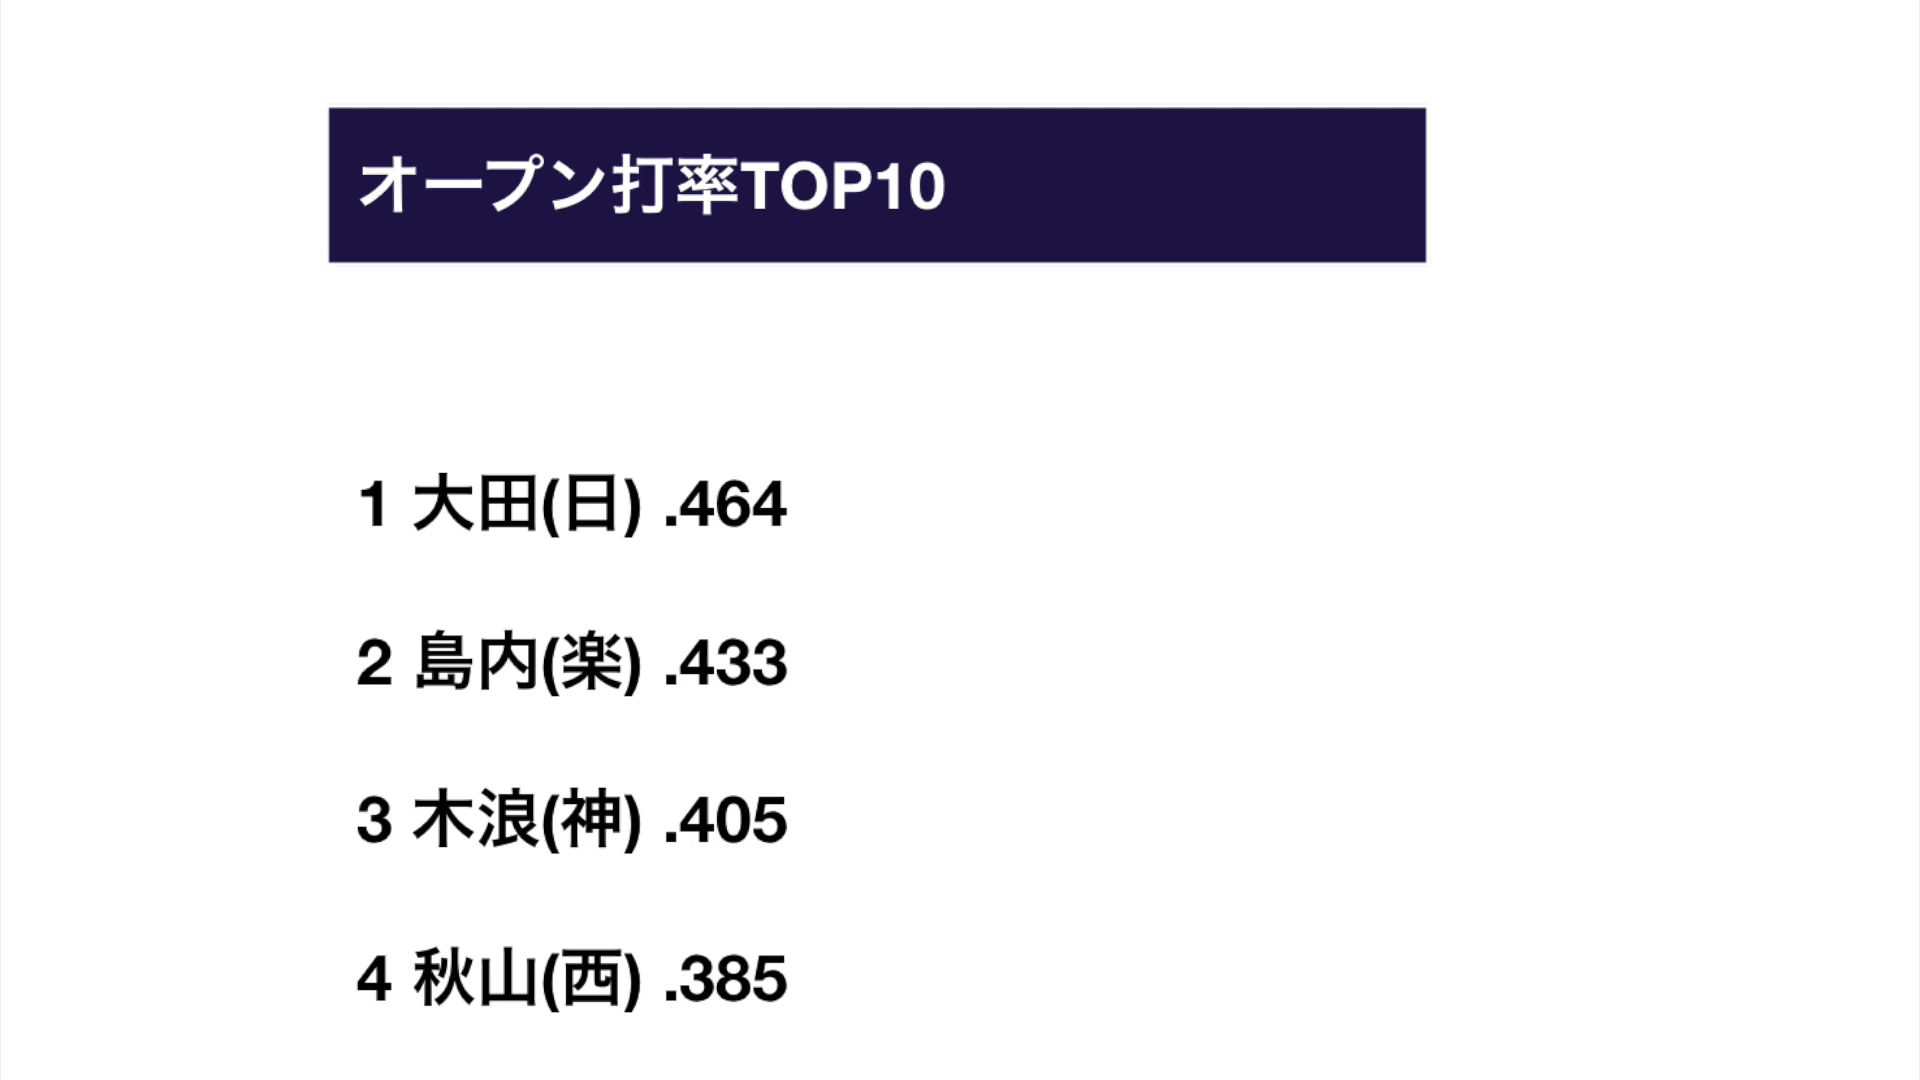 オープン打率TOP10
1 大田(日) .464
2 島内(楽) .433
3 木浪(神) .405
4 秋山(西) .385